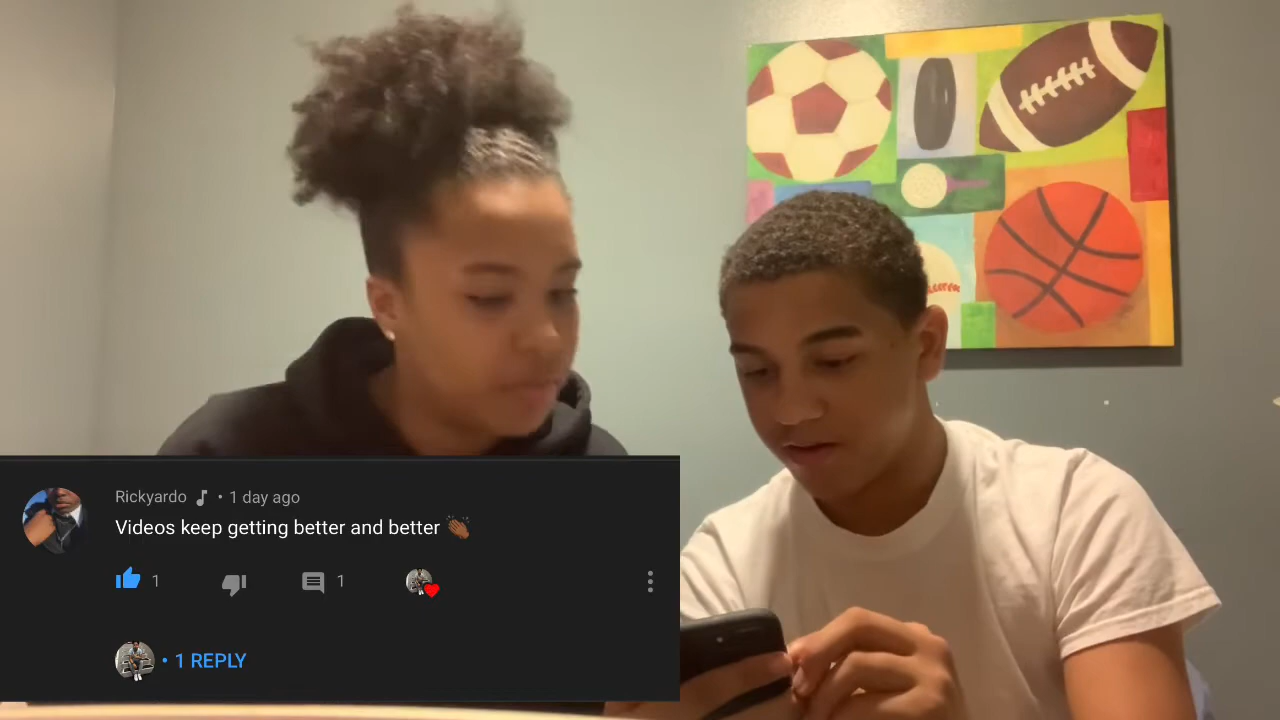 Rickyardo • 1 day ago
Videos keep getting better and better 👏🏾
1 1
• 1 REPLY